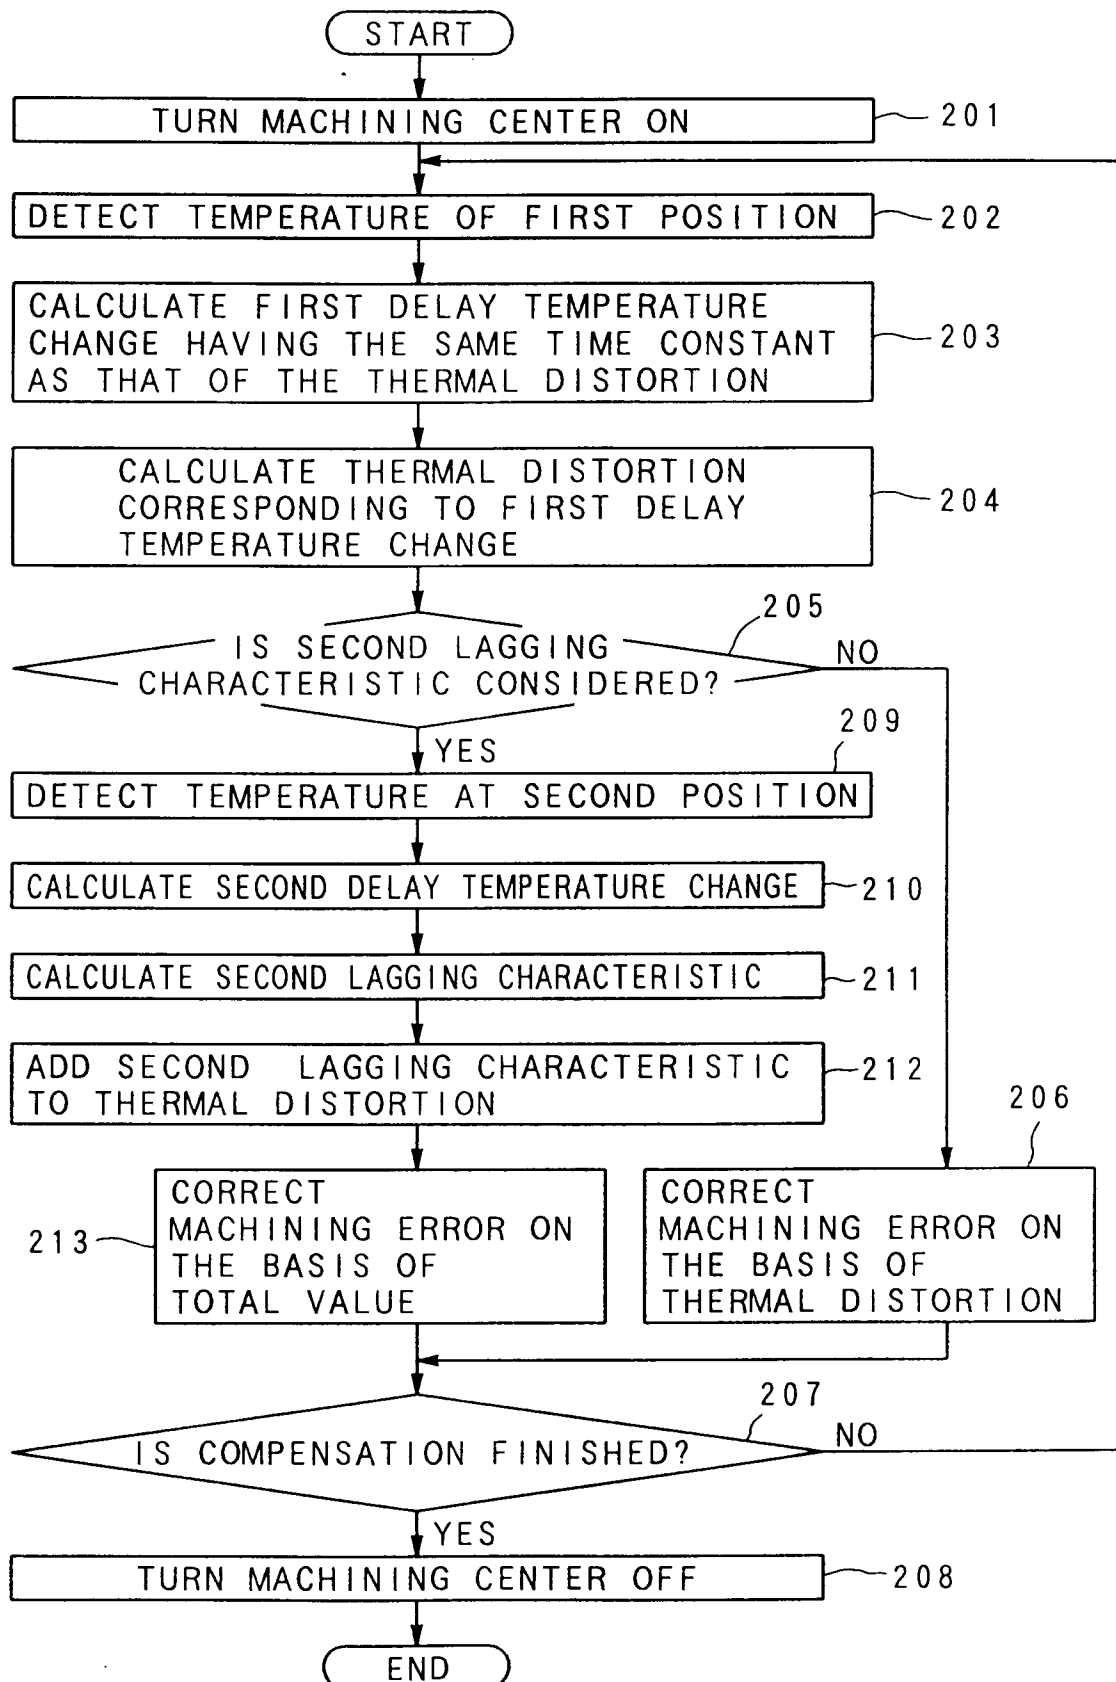 START
TURN MACHINING CENTER ON
201
DETECT TEMPERATURE OF FIRST POSITION
202
CALCULATE FIRST DELAY TEMPERATURE
CHANGE HAVING THE SAME TIME CONSTANT
AS THAT OF THE THERMAL DISTORTION
203
CALCULATE THERMAL DISTORTION
CORRESPONDING TO FIRST DELAY
TEMPERATURE CHANGE
204
205
IS SECOND LAGGING
CHARACTERISTIC CONSIDERED?
NO
YES
209
DETECT TEMPERATURE AT SECOND POSITION
CALCULATE SECOND DELAY TEMPERATURE CHANGE
210
CALCULATE SECOND LAGGING CHARACTERISTIC
211
ADD SECOND LAGGING CHARACTERISTIC
TO THERMAL DISTORTION
212
206
213
CORRECT
MACHINING ERROR ON
THE BASIS OF
TOTAL VALUE
CORRECT
MACHINING ERROR ON
THE BASIS OF
THERMAL DISTORTION
207
IS COMPENSATION FINISHED?
NO
YES
TURN MACHINING CENTER OFF
208
END